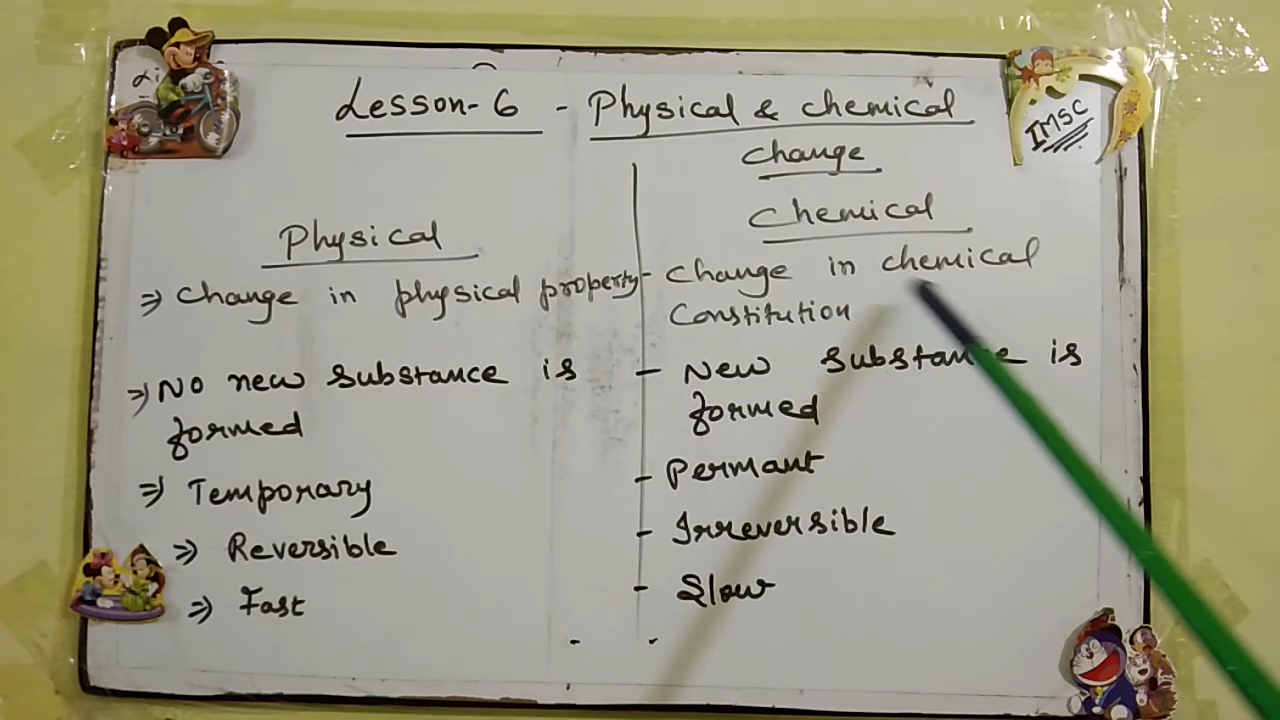 Lesson-6 - Physical & chemical
change
IMSC
Physical
⇒ Change in physical property
⇒ No new substance is
formed
⇒ Temporary
⇒ Reversible
⇒ Fast
Chemical
- Change in chemical
Constitution
- New substance is
formed
- Permant
- Irreversible
- Slow